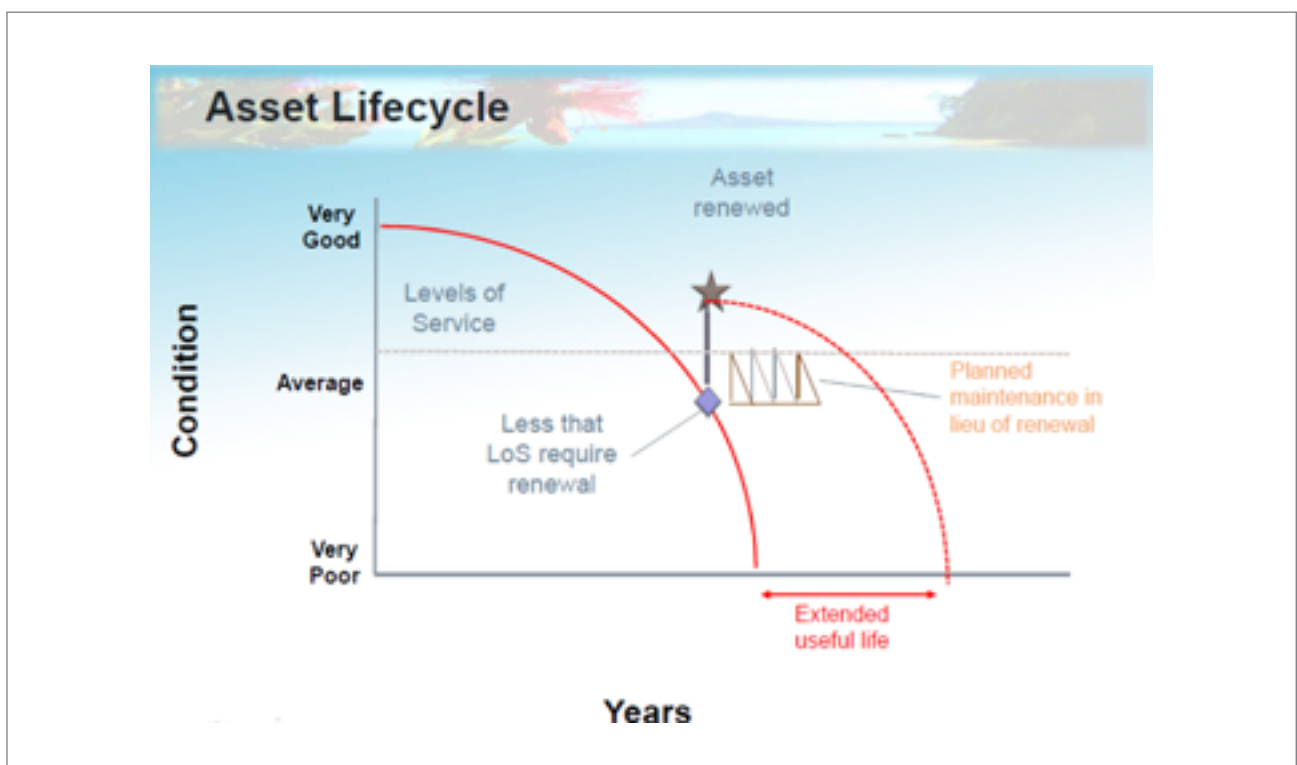 Asset Lifecycle
Asset
renewed
Very
Good
Levels of
Service
Condition
Average
Planned
maintenance in
lieu of renewal
Less that
LoS require
renewal
Very
Poor
Extended
useful life
Years